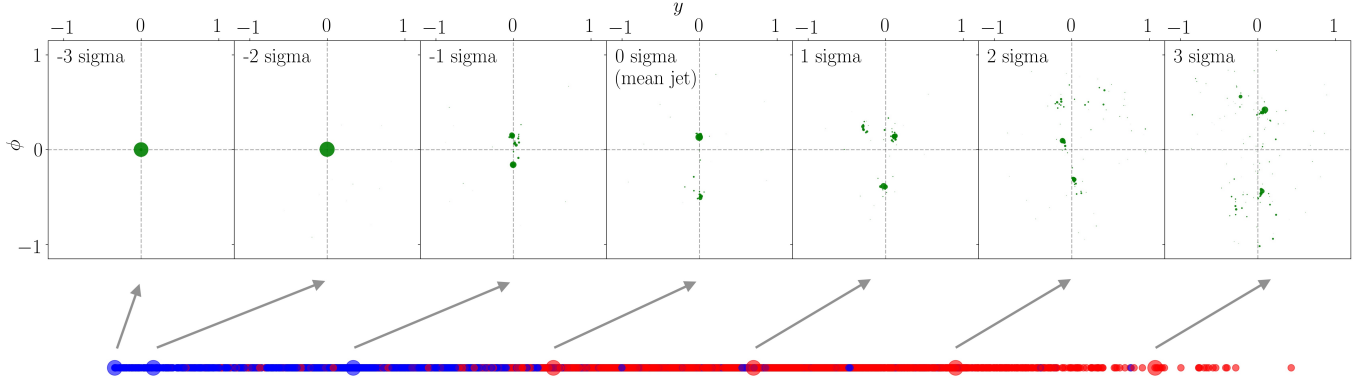 y
−1 0 1 −1 0 1 −1 0 1 −1 0 1 −1 0 1 −1 0 1 −1 0 1
1
-3 sigma -2 sigma -1 sigma 0 sigma 1 sigma 2 sigma 3 sigma
(mean jet)
ϕ 0
−1